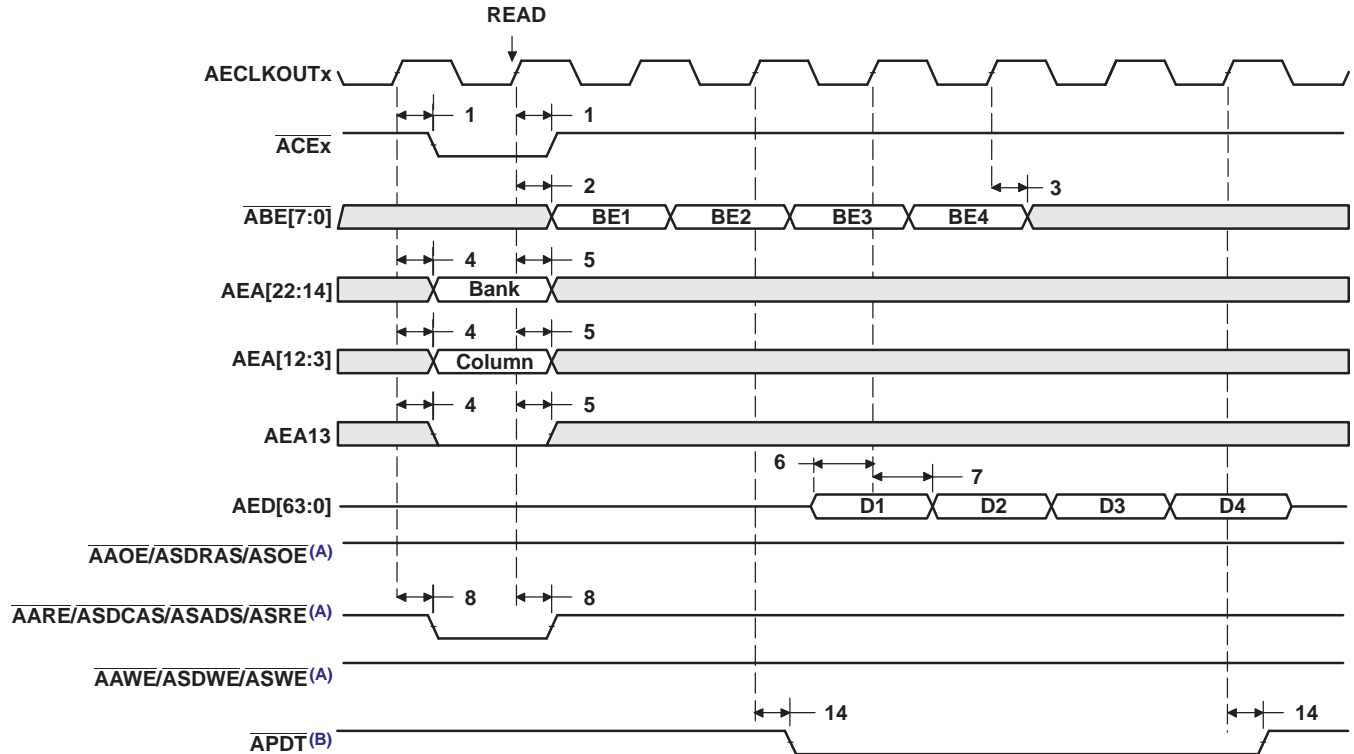 READ
AECLKOUTx
1 1
ACEx
2 3
ABE[7:0] BE1 BE2 BE3 BE4
4 5
AEA[22:14] Bank
4 5
AEA[12:3] Column
4 5
AEA13
6 7
AED[63:0] D1 D2 D3 D4
AAOE/ASDRAS/ASOE(A)
8 8
AARE/ASDCAS/ASADS/ASRE(A)
AAWE/ASDWE/ASWE(A)
14 14
APDT(B)